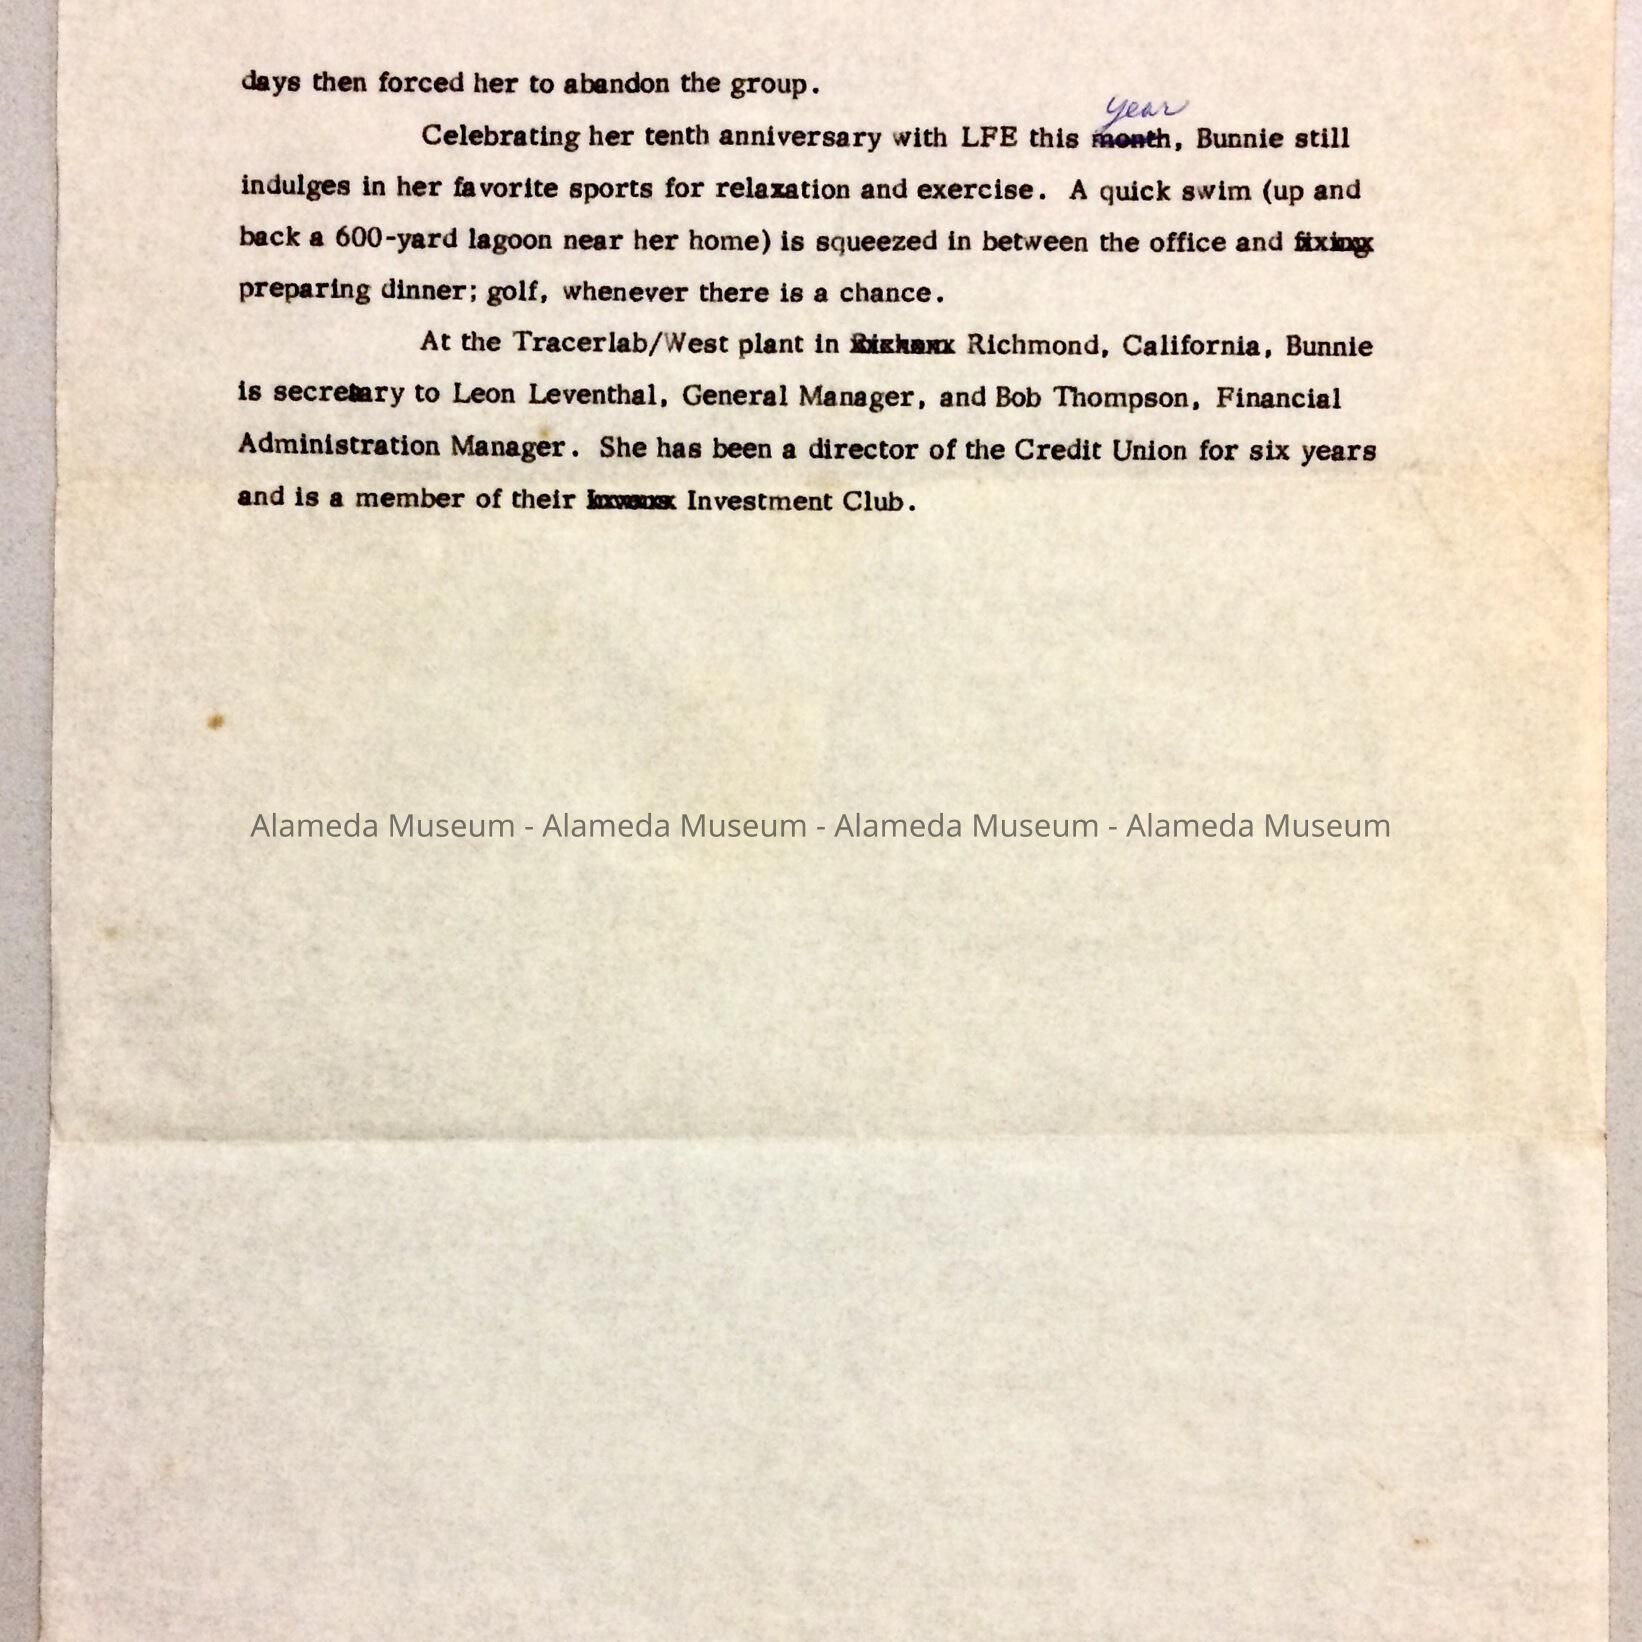 days then forced her to abandon the group.
year
Celebrating her tenth anniversary with LFE this month, Bunnie still
indulges in her favorite sports for relaxation and exercise. A quick swim (up and
back a 600-yard lagoon near her home) is squeezed in between the office and fixing
preparing dinner; golf, whenever there is a chance.
At the Tracerlab/West plant in Richmond, California, Bunnie
is secretary to Leon Leventhal, General Manager, and Bob Thompson, Financial
Administration Manager. She has been a director of the Credit Union for six years
and is a member of their Investment Club.
Alameda Museum - Alameda Museum - Alameda Museum - Alameda Museum